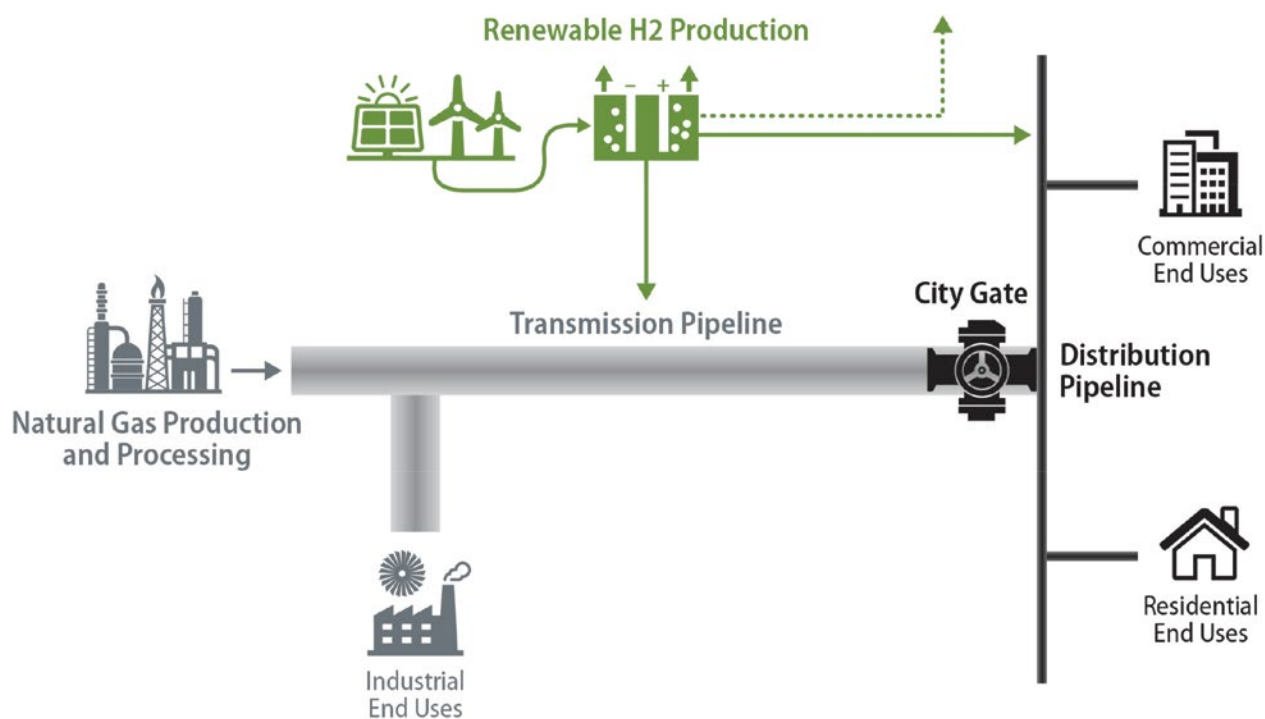 Renewable H2 Production
− +
Commercial
End Uses
City Gate
Transmission Pipeline
Distribution
Pipeline
Natural Gas Production
and Processing
Residential
End Uses
Industrial
End Uses